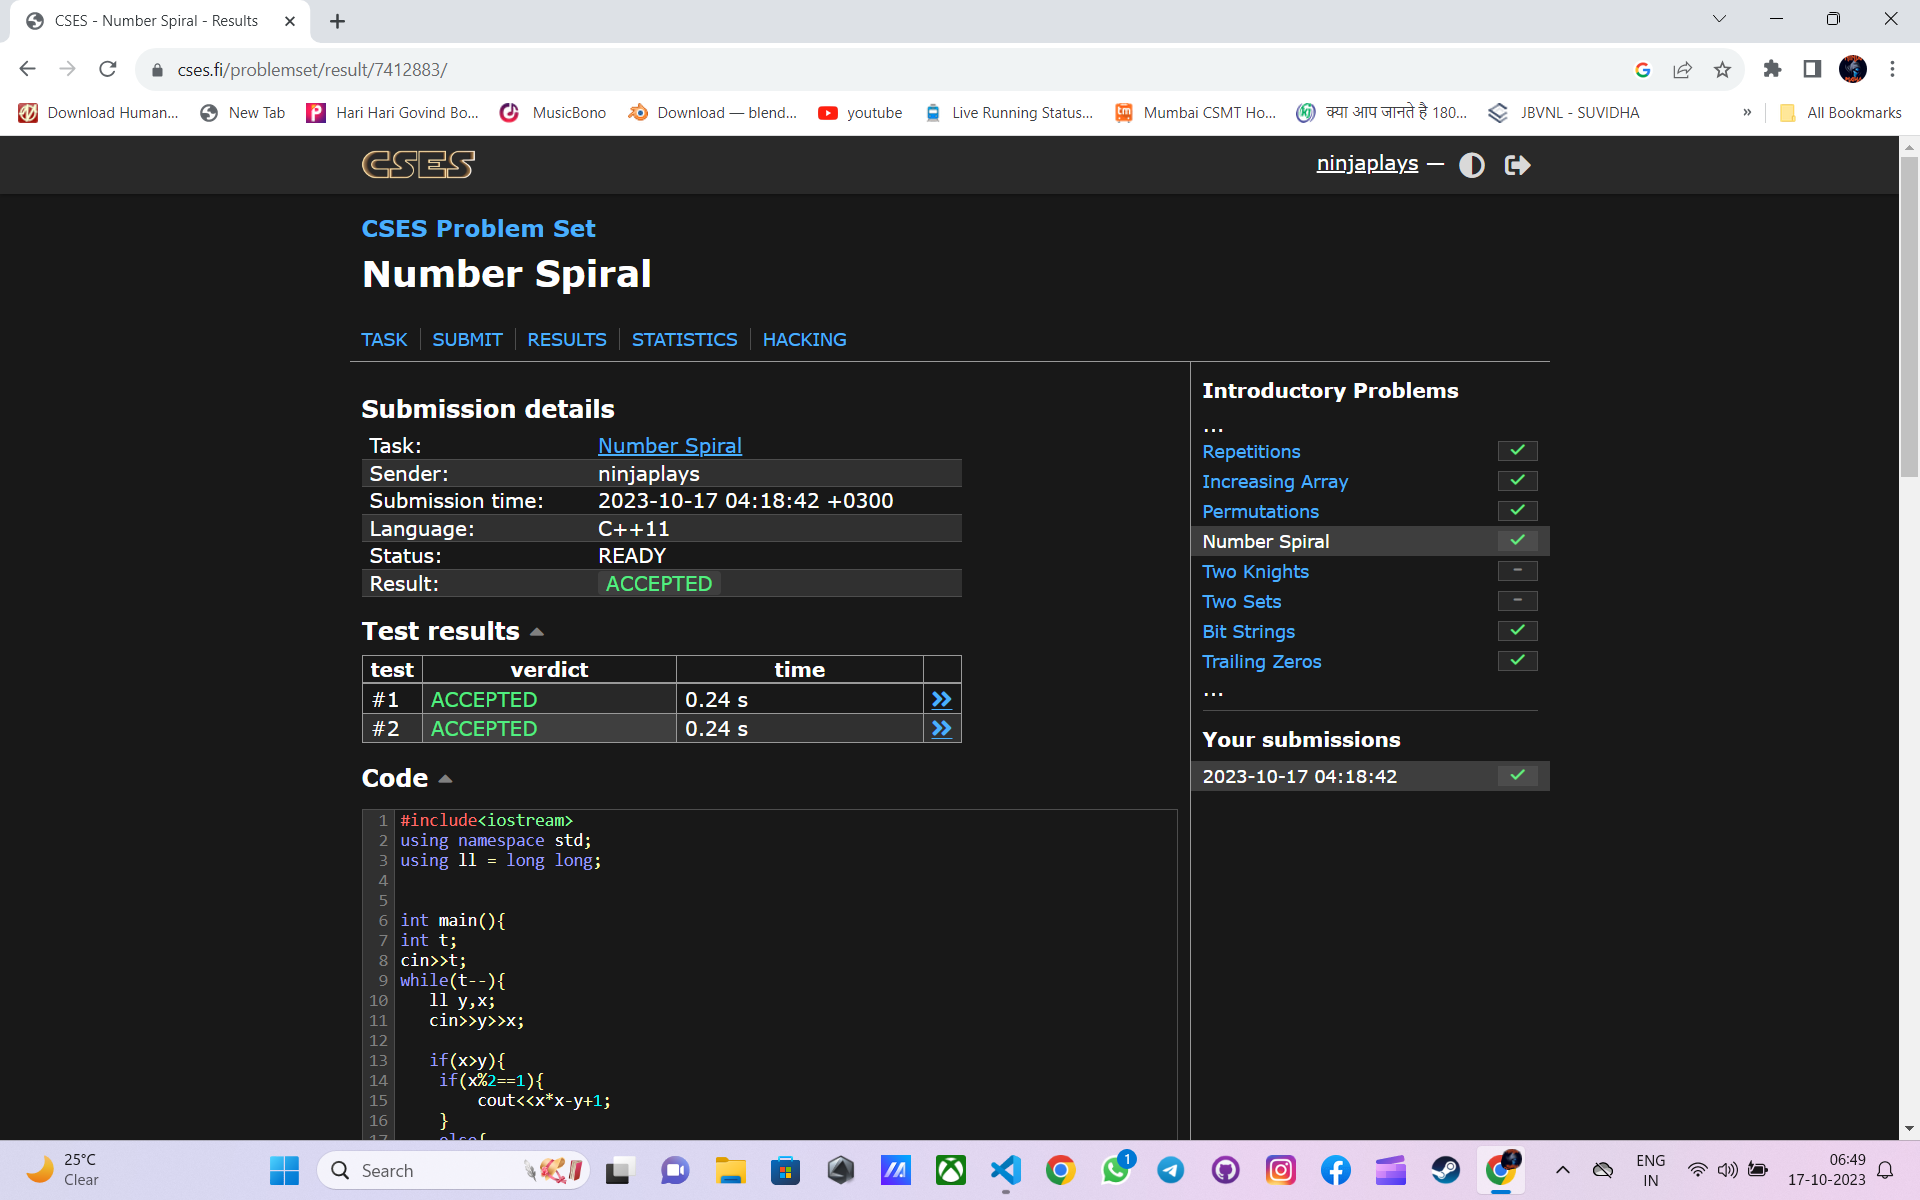 CSES - Number Spiral - Results
cses.fi/problemset/result/7412883/
Download Human...
New Tab
Hari Hari Govind Bo...
MusicBono
Download — blend...
youtube
Live Running Status...
Mumbai CSMT Ho...
क्या आप जानते है 180...
JBVNL - SUVIDHA
»
All Bookmarks
CSES
ninjaplays —
CSES Problem Set
Number Spiral
TASK
SUBMIT
RESULTS
STATISTICS
HACKING
Submission details
Task: Number Spiral
Sender: ninjaplays
Submission time: 2023-10-17 04:18:42 +0300
Language: C++11
Status: READY
Result: ACCEPTED
Test results
test verdict time
#1 ACCEPTED 0.24 s
#2 ACCEPTED 0.24 s
Code
1 #include<iostream>
2 using namespace std;
3 using ll = long long;
4
5
6 int main(){
7 int t;
8 cin>>t;
9 while(t--){
10 ll y,x;
11 cin>>y>>x;
12
13 if(x>y){
14 if(x%2==1){
15 cout<<x*x-y+1;
16 }
17 else{
Introductory Problems
...
Repetitions
Increasing Array
Permutations
Number Spiral
Two Knights
Two Sets
Bit Strings
Trailing Zeros
...
Your submissions
2023-10-17 04:18:42
25°C
Clear
Search
1
ENG
IN
06:49
17-10-2023